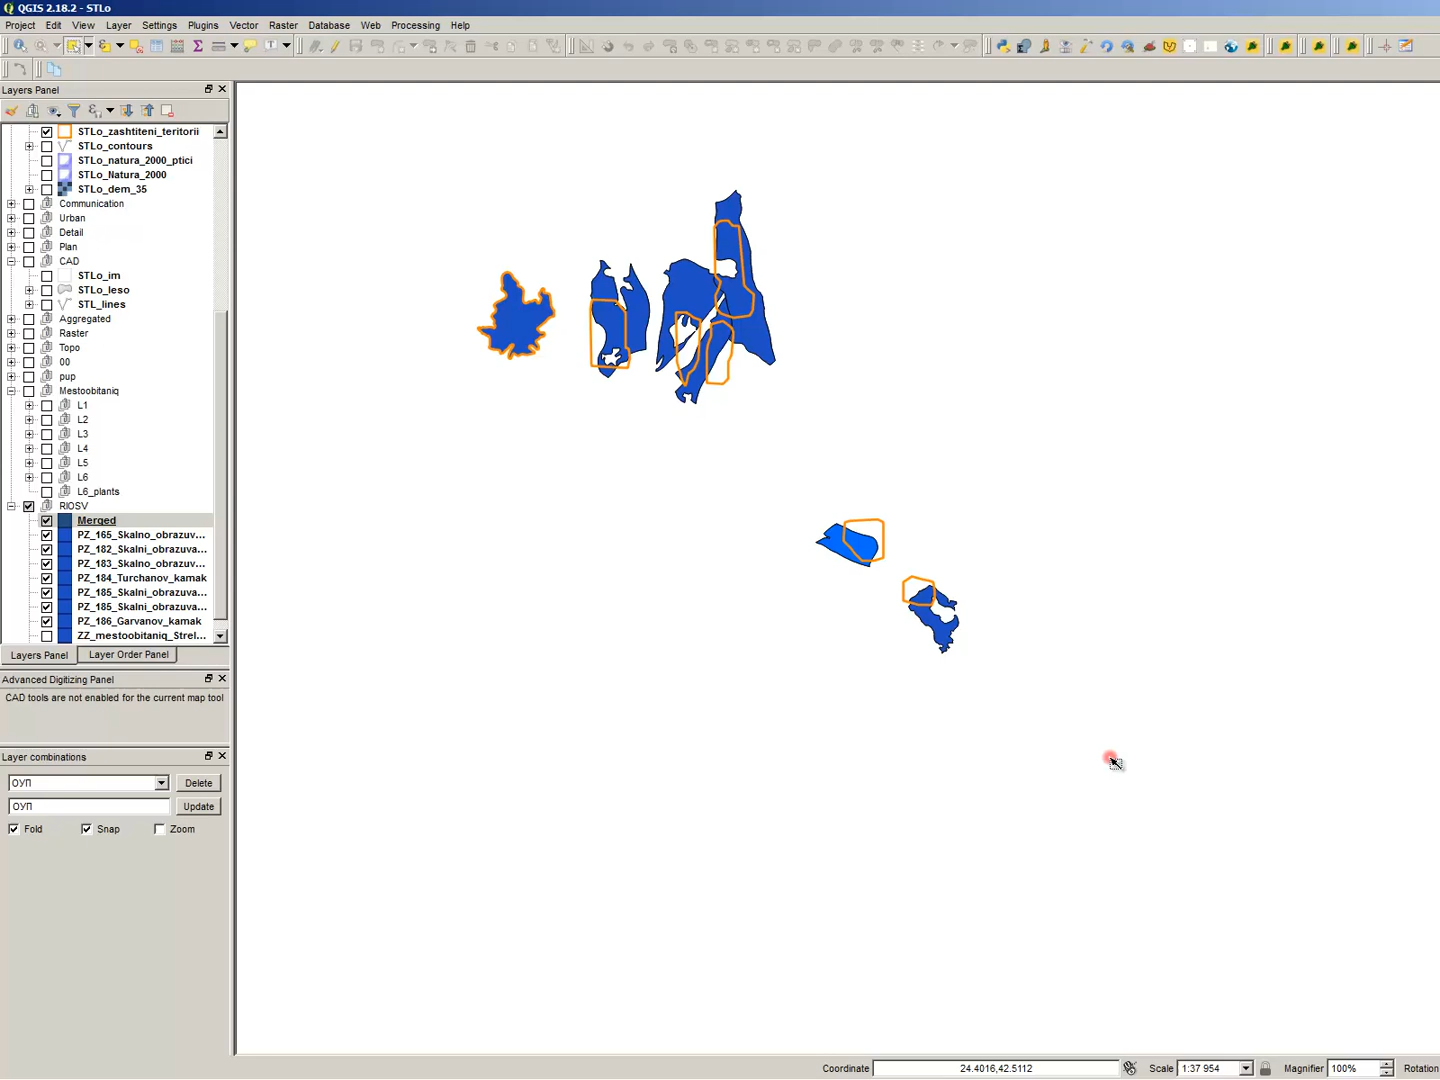 QGIS 2.18.2 - STLo
Project Edit View Layer Settings Plugins Vector Raster Database Web Processing Help
Layers Panel
STLo_zashtiteni_teritorii
STLo_contours
STLo_natura_2000_ptici
STLo_Natura_2000
STLo_dem_35
Communication
Urban
Detail
Plan
CAD
STLo_im
STLo_leso
STL_lines
Aggregated
Raster
Topo
00
pup
Mestoobitaniq
L1
L2
L3
L4
L5
L6
L6_plants
RIOSV
Merged
PZ_165_Skalno_obrazuv...
PZ_182_Skalni_obrazuva...
PZ_183_Skalni_obrazuva...
PZ_184_Turchanov_kamak
PZ_185_Skalni_obrazuva...
PZ_185_Skalni_obrazuva...
PZ_186_Garvanov_kamak
ZZ_mestoobitaniq_Strel...
Layers Panel Layer Order Panel
Advanced Digitizing Panel
CAD tools are not enabled for the current map tool
Layer combinations
ОУП Delete
ОУП Update
Fold Snap Zoom
Coordinate 24.4016,42.5112 Scale 1:37 954 Magnifier 100% Rotation